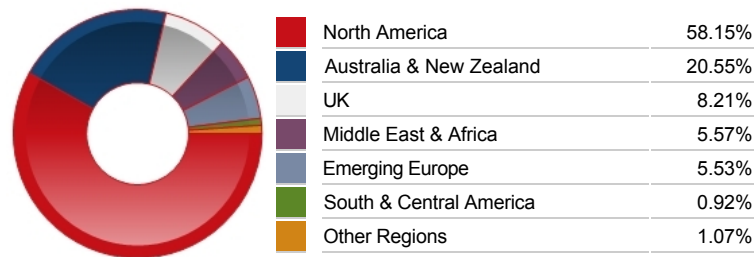 North America 58.15%
Australia & New Zealand 20.55%
UK 8.21%
Middle East & Africa 5.57%
Emerging Europe 5.53%
South & Central America 0.92%
Other Regions 1.07%